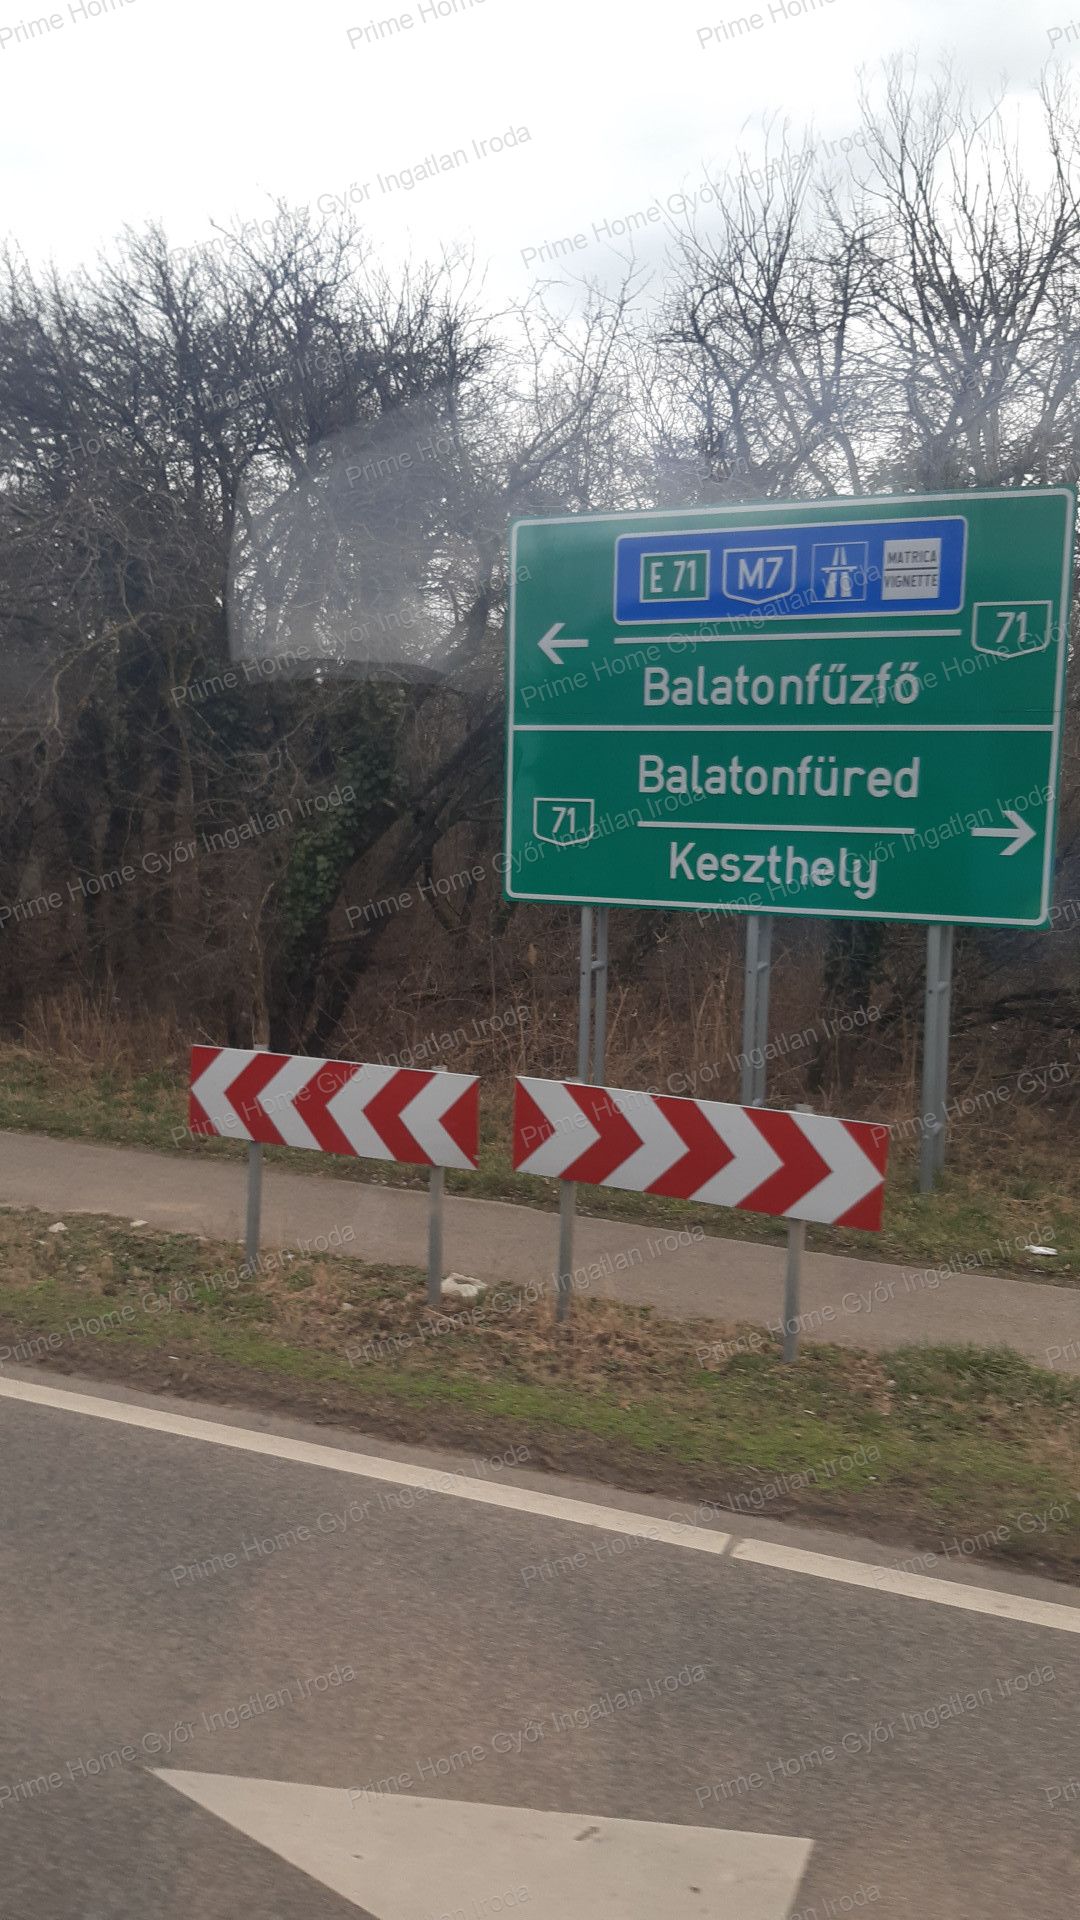 E 71 M7 MATRICA
VIGNETTE
71
Balatonfűzfő
Balatonfüred
71
Keszthely
Prime Home Győr Ingatlan Iroda